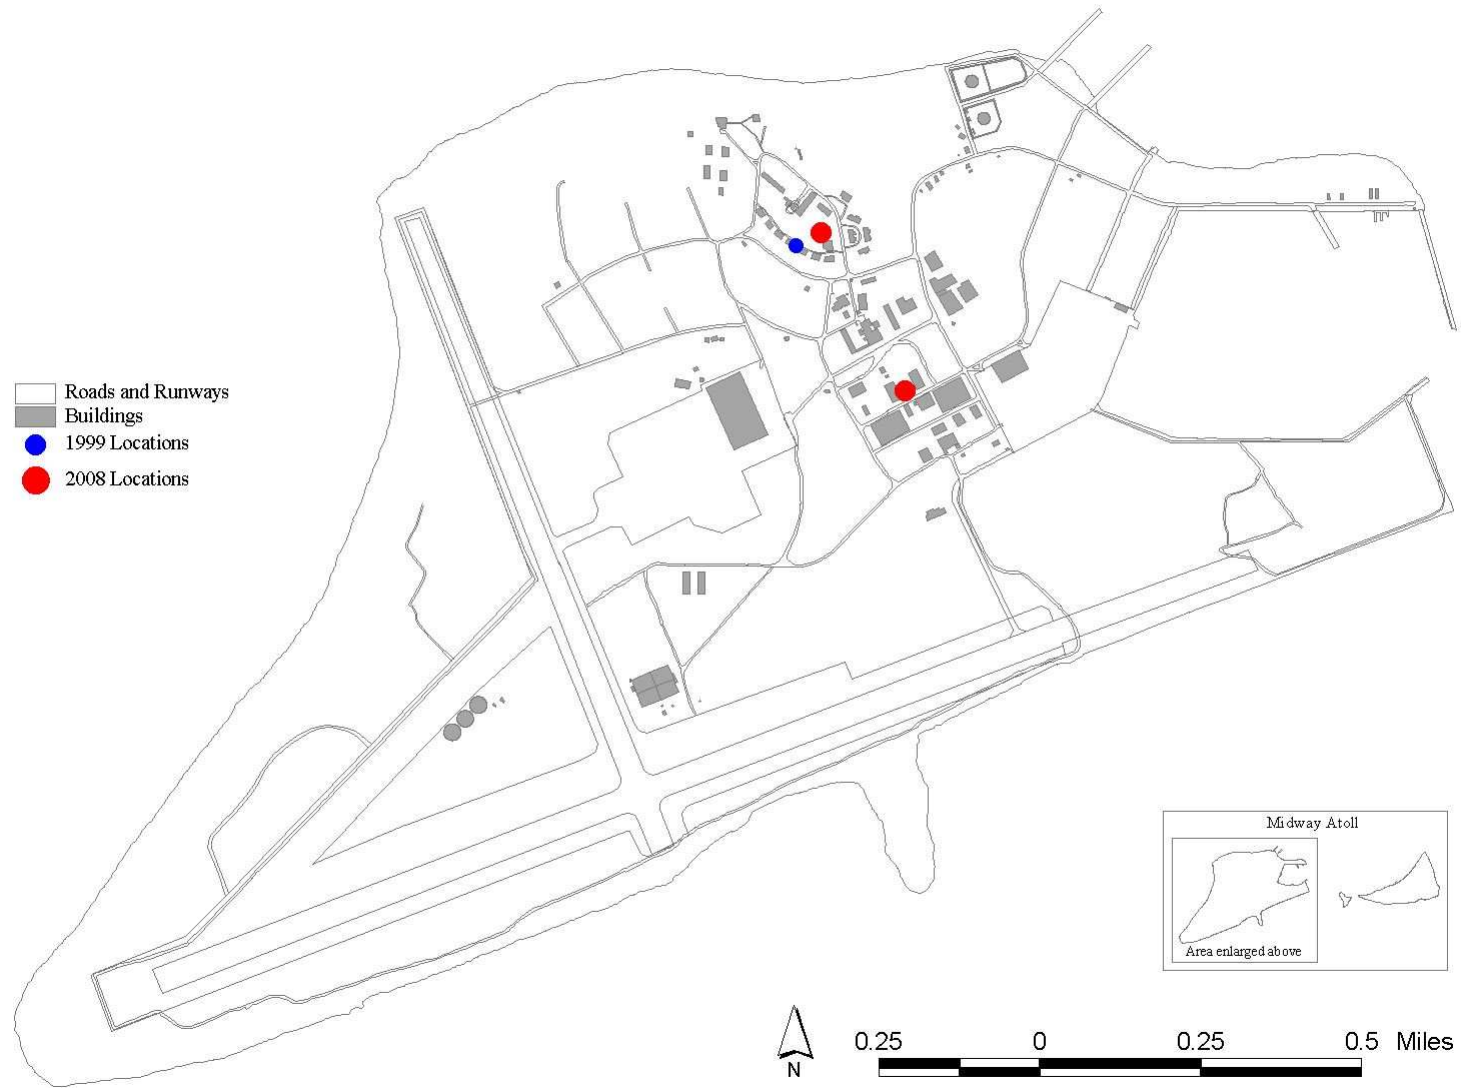 Roads and Runways
Buildings
1999 Locations
2008 Locations
Midway Atoll
Area enlarged above
N
0.25 0 0.25 0.5 Miles